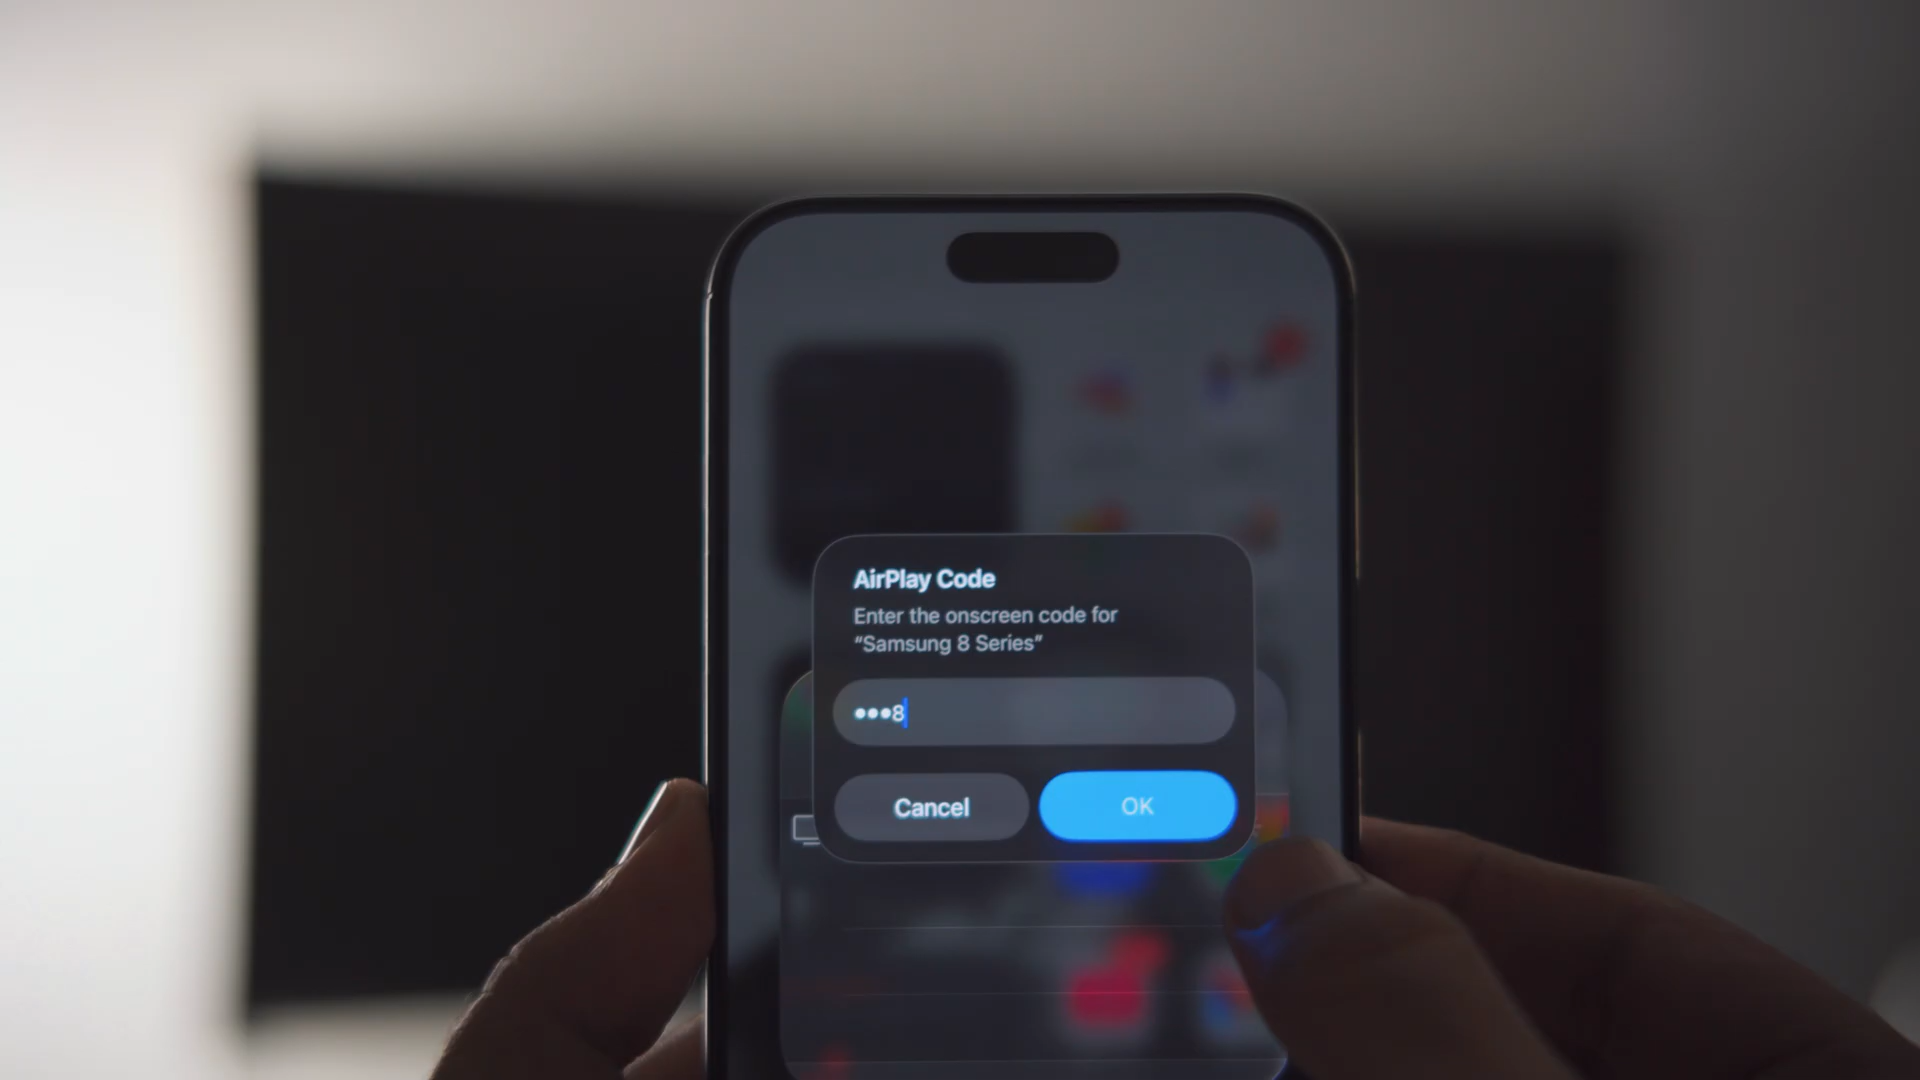 AirPlay Code
Enter the onscreen code for
“Samsung 8 Series”
•••8
Cancel
OK